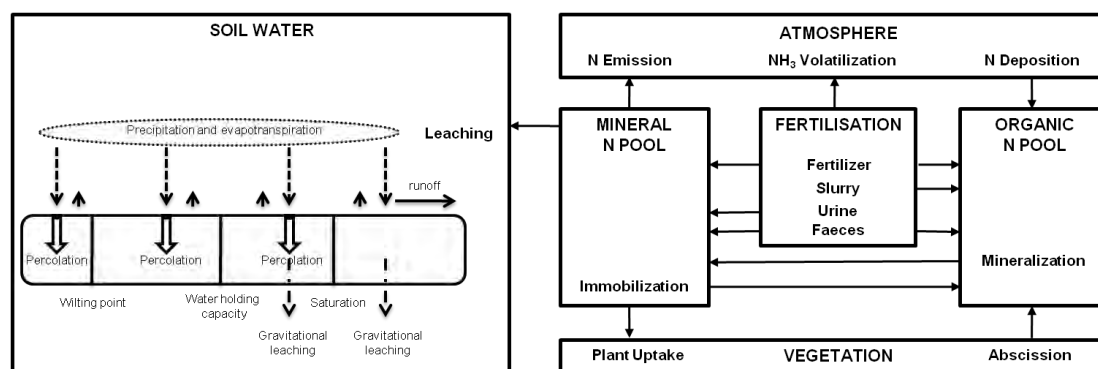 SOIL WATER
Precipitation and evapotranspiration
Leaching
runoff
Percolation
Percolation
Percolation
Wilting point
Water holding
capacity
Saturation
Gravitational
leaching
Gravitational
leaching
ATMOSPHERE
N Emission
NH₃ Volatilization
N Deposition
MINERAL
N POOL
Immobilization
FERTILISATION
Fertilizer
Slurry
Urine
Faeces
ORGANIC
N POOL
Mineralization
Plant Uptake
VEGETATION
Abscission